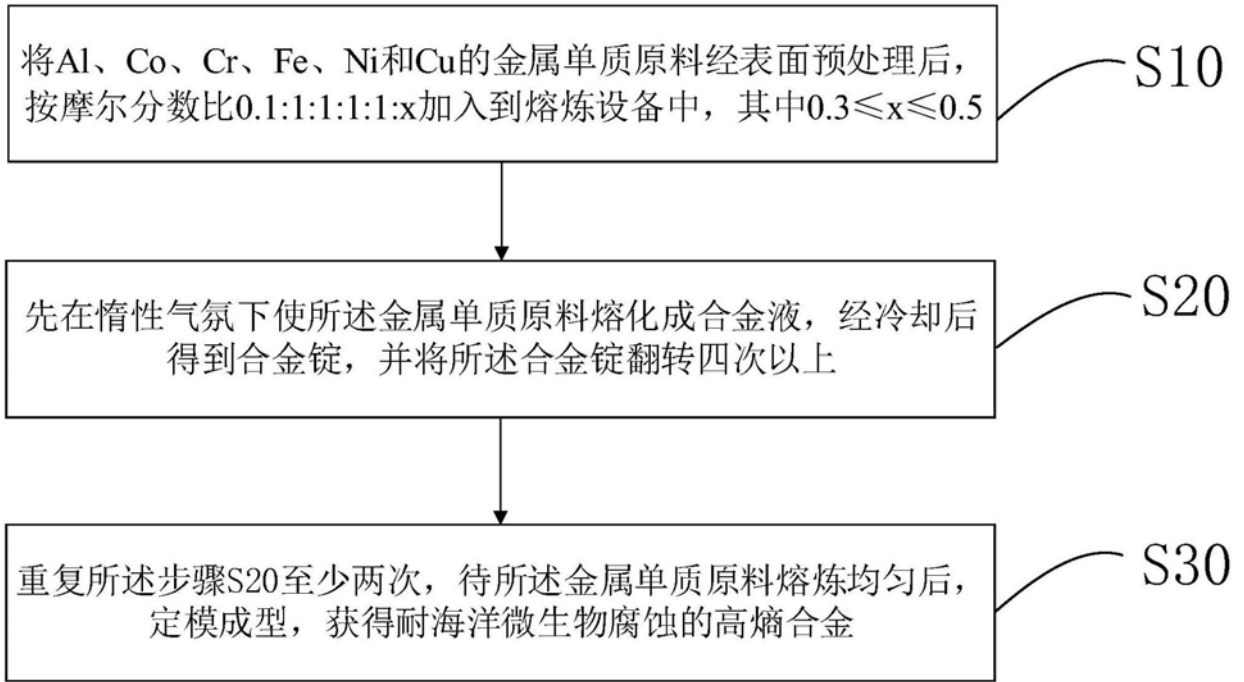 将Al、Co、Cr、Fe、Ni和Cu的金属单质原料经表面预处理后，
按摩尔分数比0.1:1:1:1:1:x加入到熔炼设备中，其中0.3≤x≤0.5
S10
先在惰性气氛下使所述金属单质原料熔化成合金液，经冷却后
得到合金锭，并将所述合金锭翻转四次以上
S20
重复所述步骤S20至少两次，待所述金属单质原料熔炼均匀后，
定模成型，获得耐海洋微生物腐蚀的高熵合金
S30